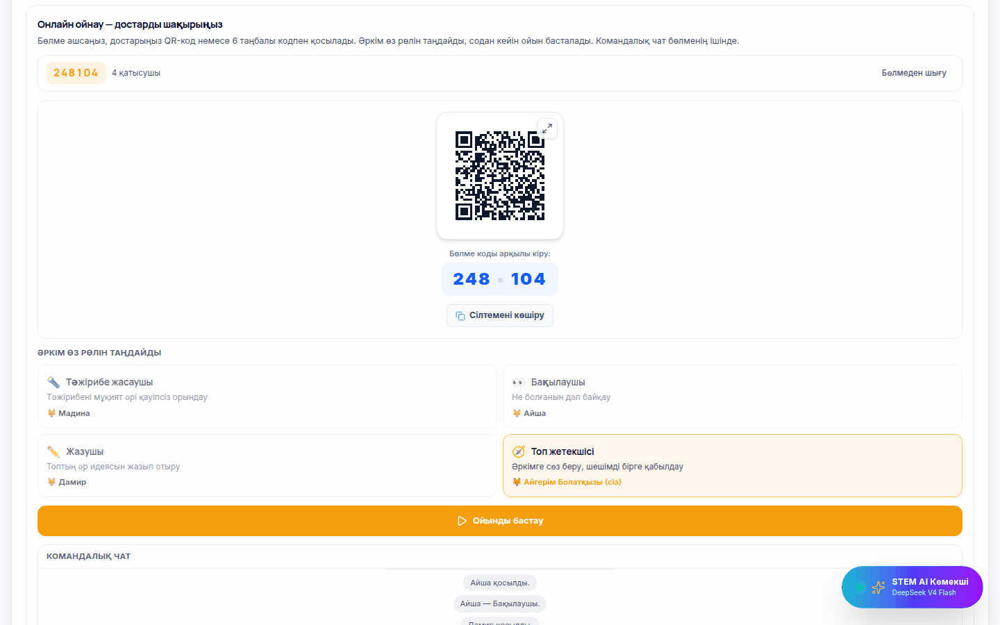 Онлайн ойнау — достарды шақырыңыз
Бөлме ашсаңыз, достарыңыз QR-код немесе 6 таңбалы кодпен қосылады. Әркім өз рөлін таңдайды, содан кейін ойын басталады. Командалық чат бөлменің ішінде.
248104 4 қатысушы Бөлмеден шығу
Бөлме коды арқылы кіру:
248 • 104
Сілтемені көшіру
ӘРКІМ ӨЗ РӨЛІН ТАҢДАЙДЫ
Тәжірибе жасаушы
Тәжірибені мұқият әрі қауіпсіз орындау
Мадина
Бақылаушы
Не болғанын дәл байқау
Айша
Жазушы
Топтың әр идеясын жазып отыру
Дамир
Топ жетекшісі
Әркімге сөз беру, шешімді бірге қабылдау
Айгерім Болатқызы (сіз)
Ойынды бастау
КОМАНДАЛЫҚ ЧАТ
Айша қосылды.
Айша — Бақылаушы.
Дамир қосылды.
STEM AI Көмекші
DeepSeek V4 Flash